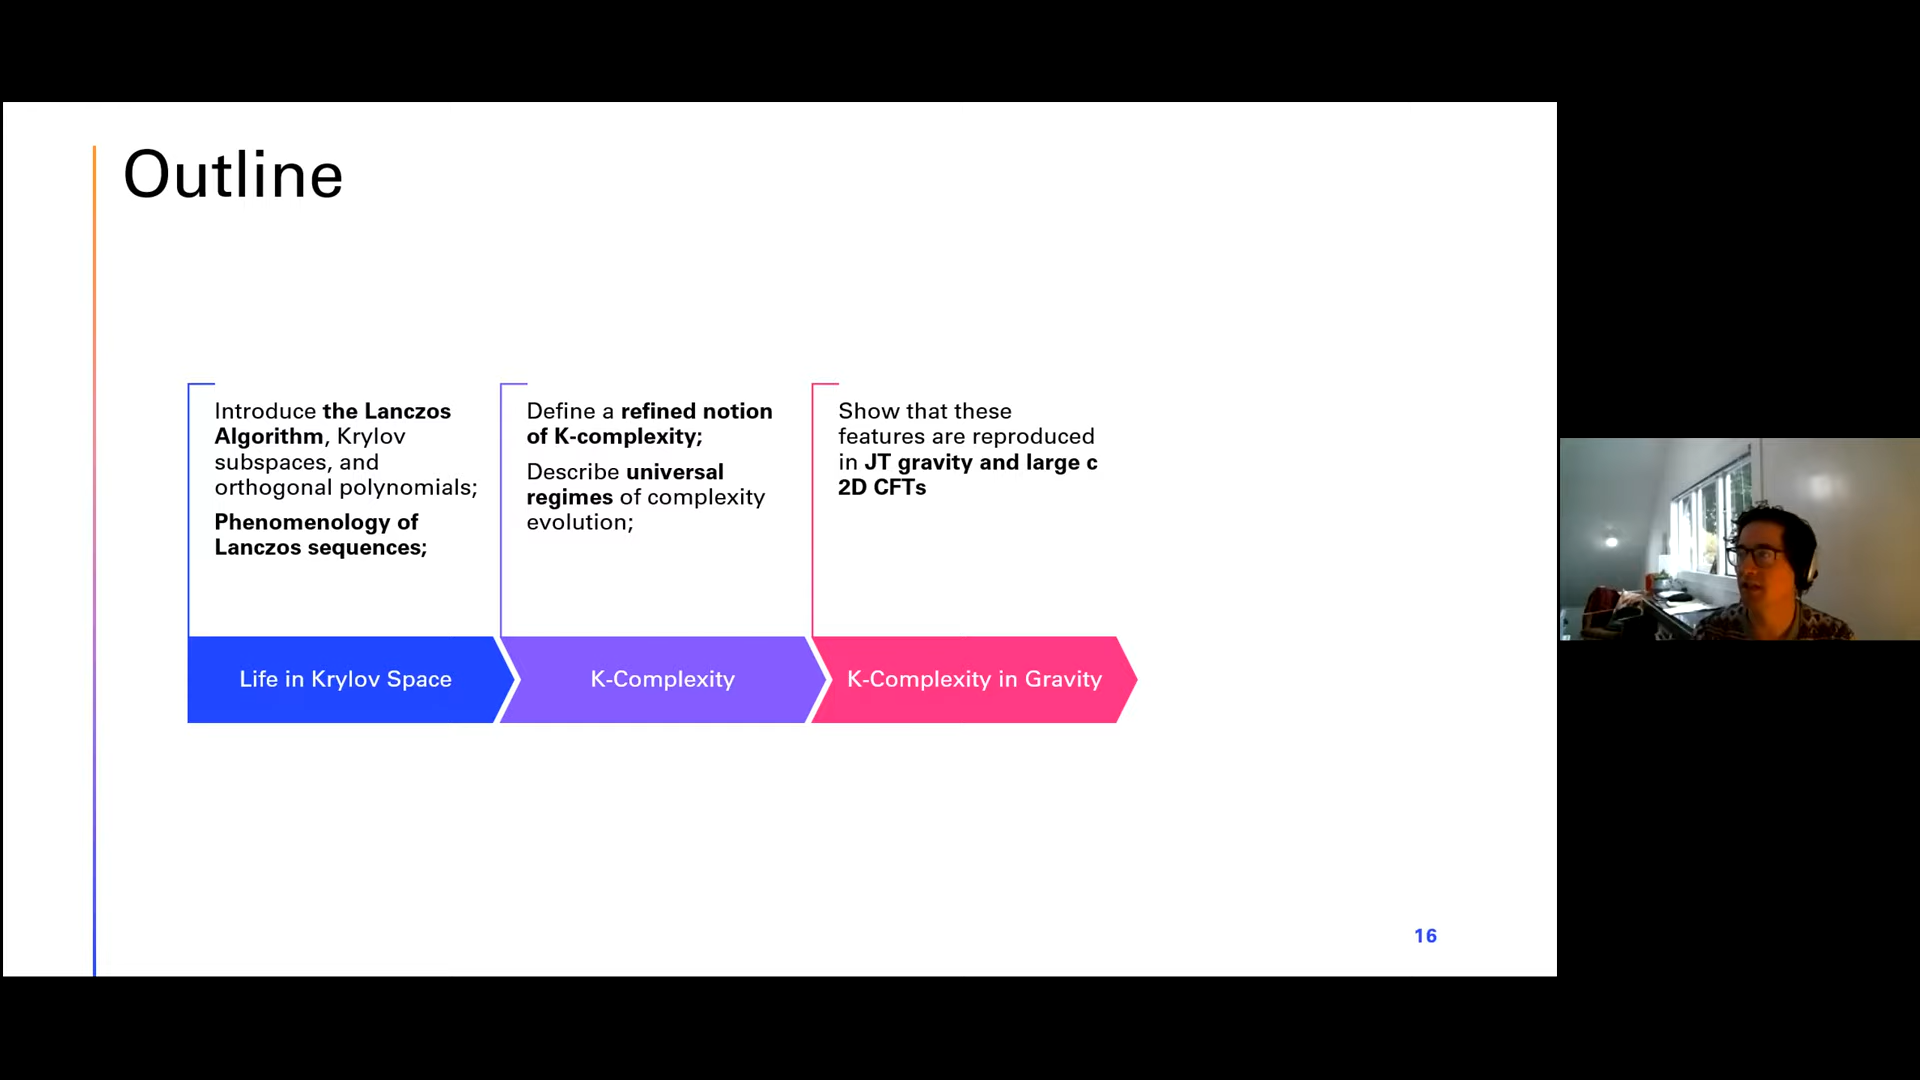 Outline
Introduce the Lanczos
Algorithm, Krylov
subspaces, and
orthogonal polynomials;
Phenomenology of
Lanczos sequences;
Define a refined notion
of K-complexity;
Describe universal
regimes of complexity
evolution;
Show that these
features are reproduced
in JT gravity and large c
2D CFTs
Life in Krylov Space
K-Complexity
K-Complexity in Gravity
16